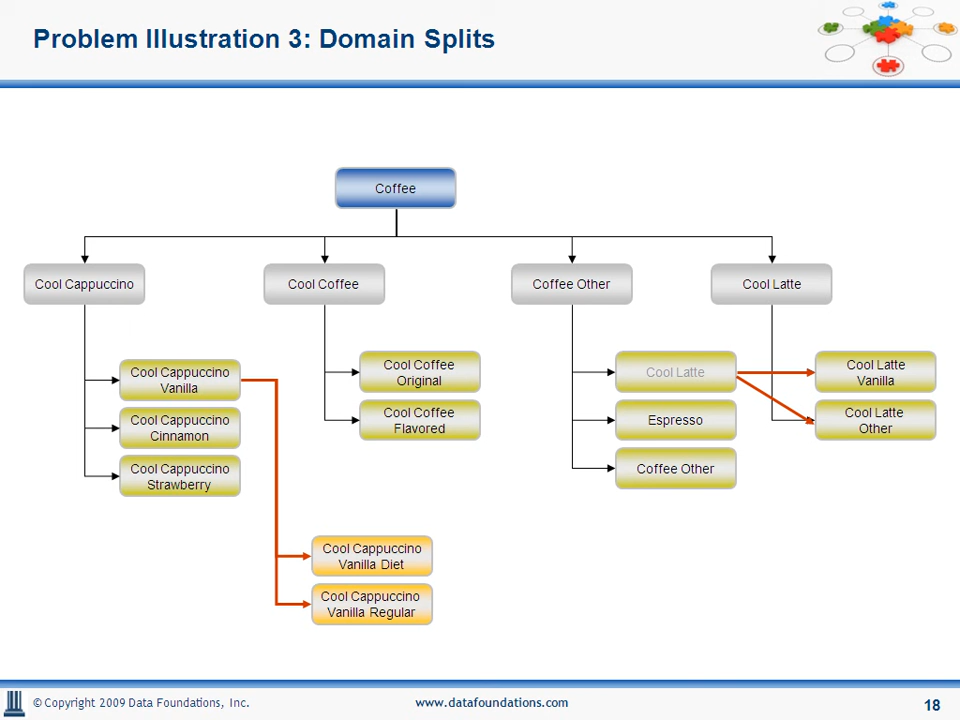 Problem Illustration 3: Domain Splits
Coffee
Cool Cappuccino
Cool Coffee
Coffee Other
Cool Latte
Cool Cappuccino
Vanilla
Cool Cappuccino
Cinnamon
Cool Cappuccino
Strawberry
Cool Coffee
Original
Cool Coffee
Flavored
Cool Latte
Espresso
Coffee Other
Cool Latte
Vanilla
Cool Latte
Other
Cool Cappuccino
Vanilla Diet
Cool Cappuccino
Vanilla Regular
© Copyright 2009 Data Foundations, Inc.
www.datafoundations.com
18